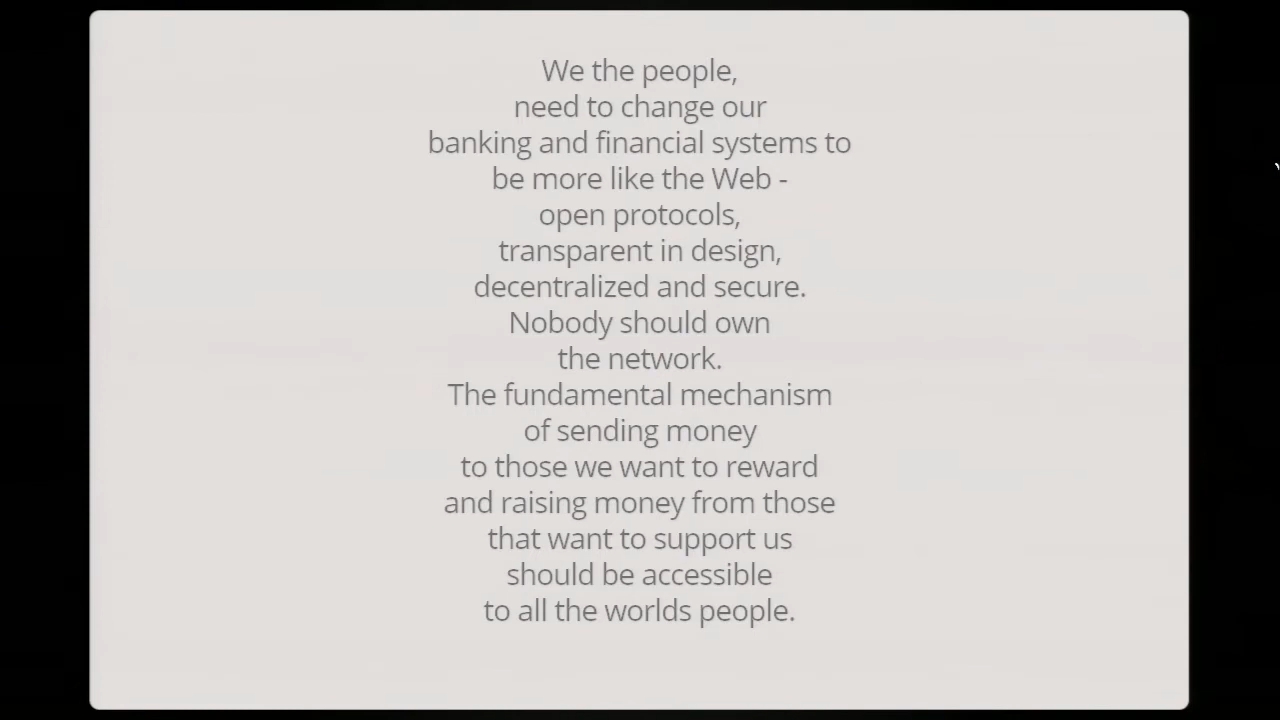 We the people,
need to change our
banking and financial systems to
be more like the Web -
open protocols,
transparent in design,
decentralized and secure.
Nobody should own
the network.
The fundamental mechanism
of sending money
to those we want to reward
and raising money from those
that want to support us
should be accessible
to all the worlds people.